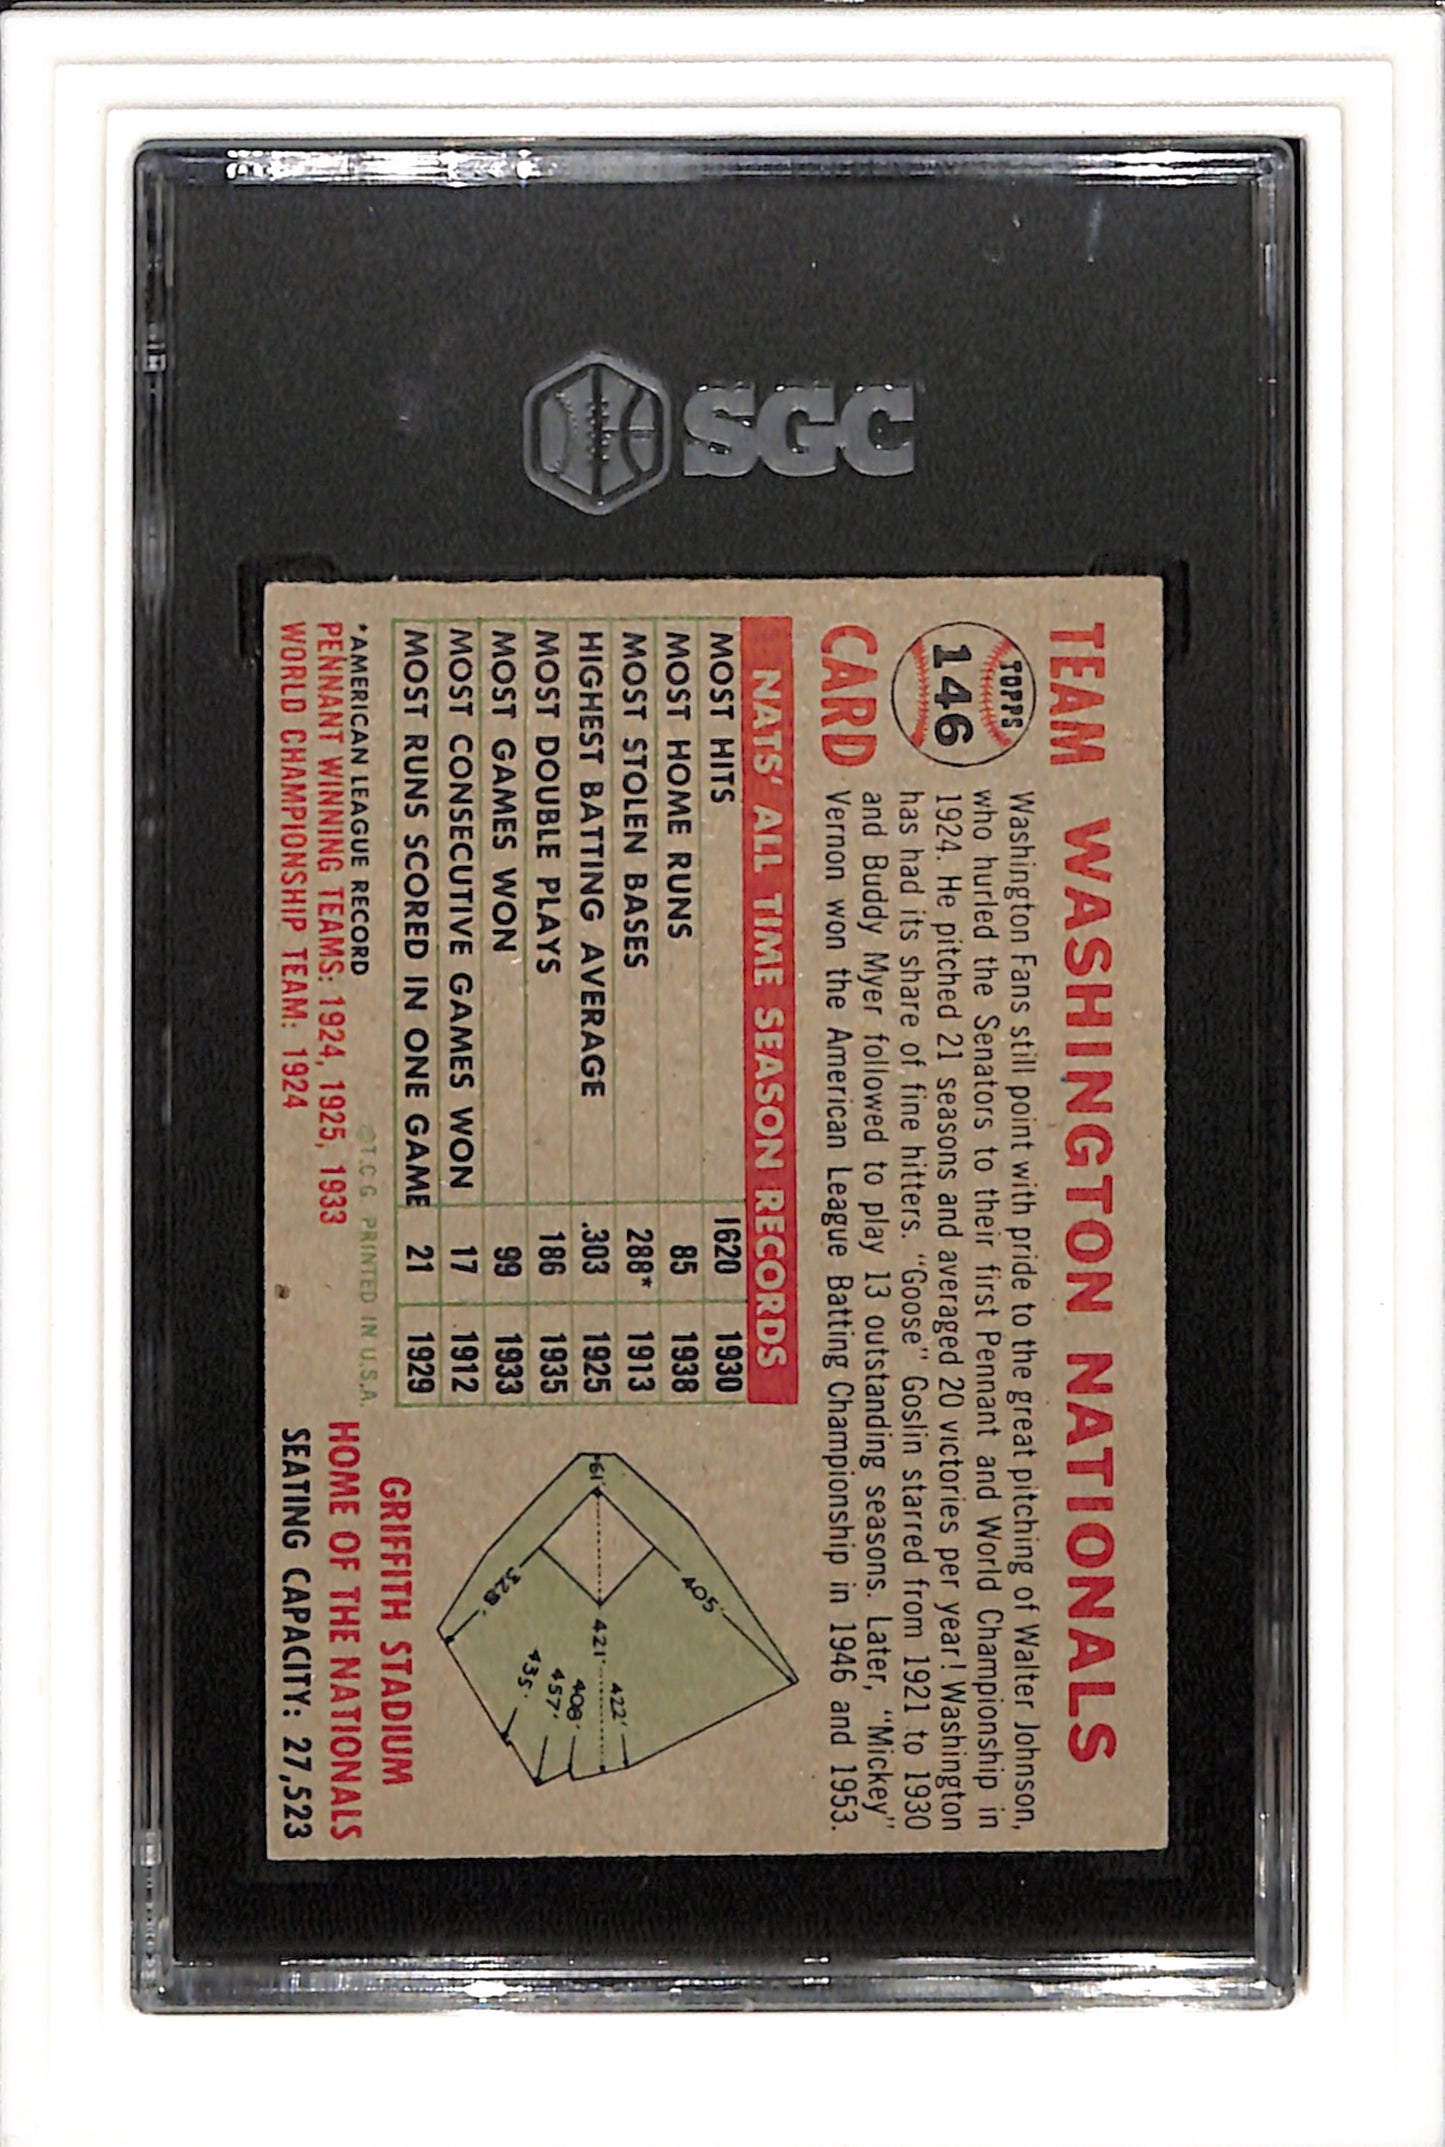 SGC
TEAM WASHINGTON NATIONALS
TOPPS
146
CARD
Washington Fans still point with pride to the great pitching of Walter Johnson,
who hurled the Senators to their first Pennant and World Championship in
1924. He pitched 21 seasons and averaged 20 victories per year! Washington
has had its share of fine hitters. "Goose" Goslin starred from 1921 to 1930
and Buddy Myer followed to play 13 outstanding seasons. Later, "Mickey"
Vernon won the American League Batting Championship in 1946 and 1953.
NATS' ALL TIME SEASON RECORDS
MOST HITS 1620 1930
MOST HOME RUNS 85 1938
MOST STOLEN BASES 288* 1913
HIGHEST BATTING AVERAGE .303 1925
MOST DOUBLE PLAYS 186 1935
MOST GAMES WON 99 1933
MOST CONSECUTIVE GAMES WON 17 1912
MOST RUNS SCORED IN ONE GAME 21 1929
*AMERICAN LEAGUE RECORD
©T.C.G PRINTED IN U.S.A.
PENNANT WINNING TEAMS: 1924, 1925, 1933
WORLD CHAMPIONSHIP TEAM: 1924
61'
405'
328'
421'
422'
408'
457'
435'
GRIFFITH STADIUM
HOME OF THE NATIONALS
SEATING CAPACITY: 27,523